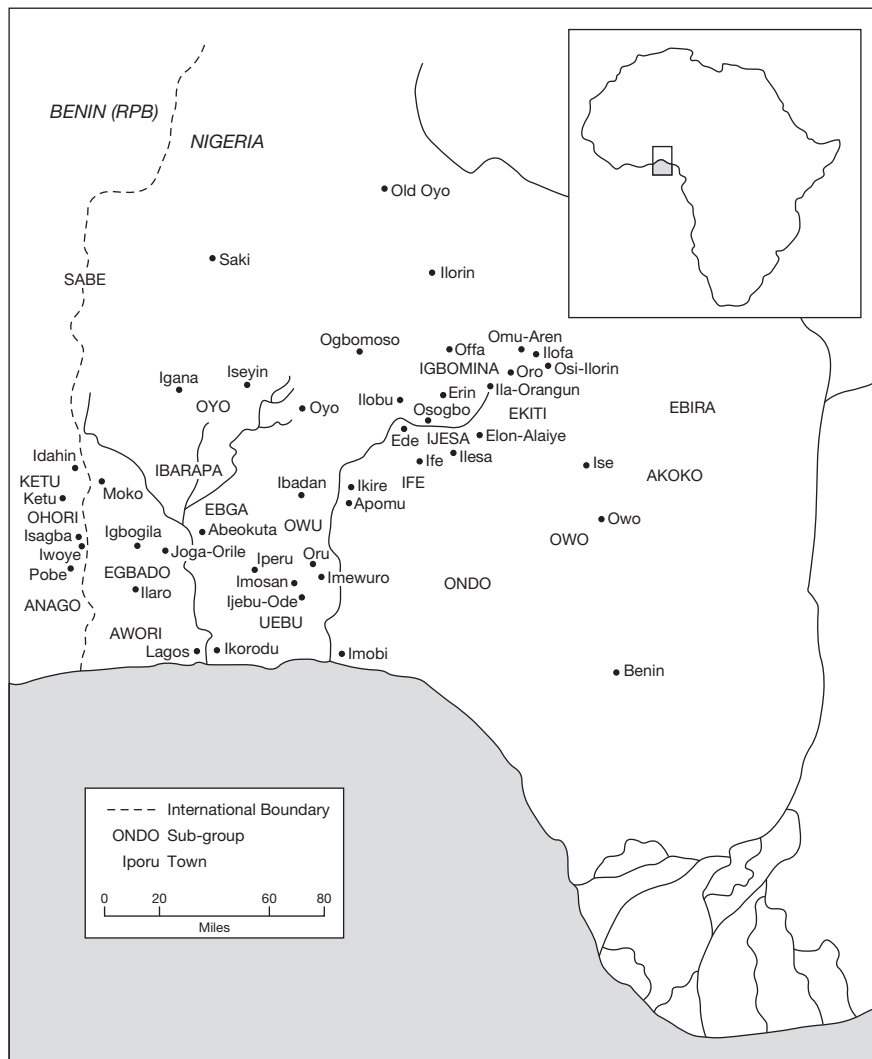 BENIN (RPB)
NIGERIA
Old Oyo
Saki
SABE
Ilorin
Ogbomoso
Offa
Omu-Aren
Ilofa
IGBOMINA
Oro
Osi-Ilorin
Igana
Iseyin
OYO
Oyo
Ilobu
Erin
Ila-Orangun
Osogbo
EKITI
EBIRA
Ede
IJESA
Elon-Alaiye
Idahin
IBARAPA
Ife
Ilesa
Ise
KETU
Moko
Ibadan
Ikire
IFE
AKOKO
Ketu
Apomu
OHORI
EBGA
Owo
Isagba
Igbogila
Abeokuta
OWU
OWO
Iwoye
Joga-Orile
Iperu
Oru
Pobe
EGBADO
Imosan
Imewuro
ONDO
Ilaro
Ijebu-Ode
ANAGO
UEBU
AWORI
Lagos
Ikorodu
Imobi
Benin
International Boundary
ONDO Sub-group
Iporu Town
0 20 40 60 80
Miles